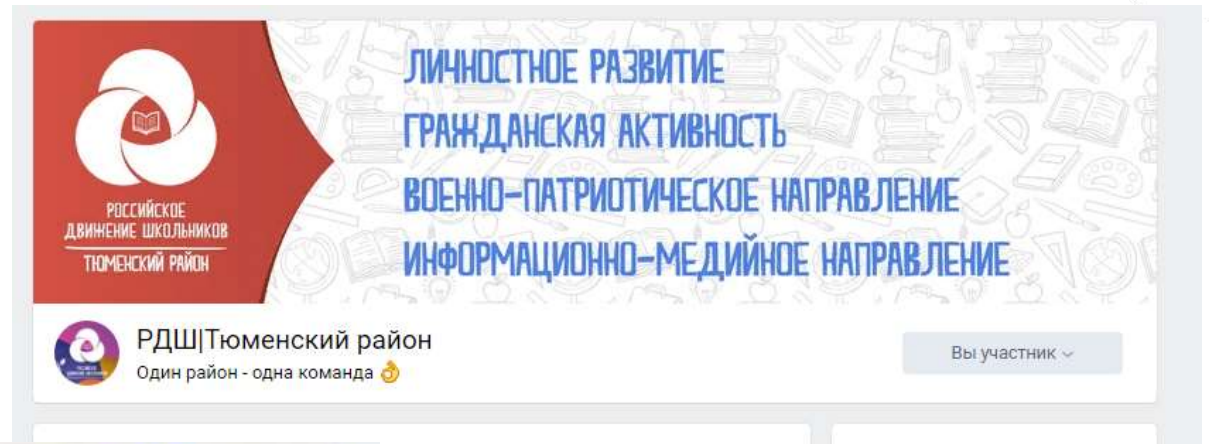 РОССИЙСКОЕ
ДВИЖЕНИЕ ШКОЛЬНИКОВ
ТЮМЕНСКИЙ РАЙОН
ЛИЧНОСТНОЕ РАЗВИТИЕ
ГРАЖДАНСКАЯ АКТИВНОСТЬ
ВОЕННО-ПАТРИОТИЧЕСКОЕ НАПРАВЛЕНИЕ
ИНФОРМАЦИОННО-МЕДИЙНОЕ НАПРАВЛЕНИЕ
РДШ|Тюменский район
Один район - одна команда 👌
Вы участник